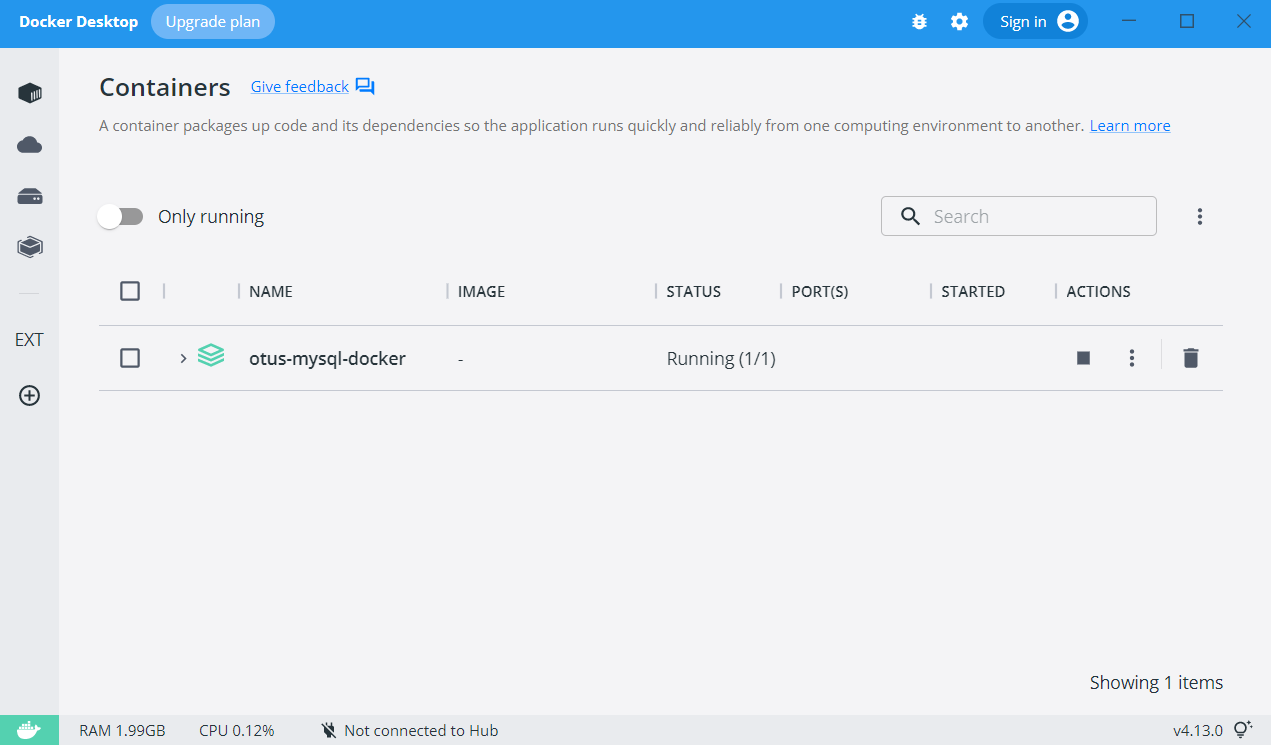 Docker Desktop Upgrade plan Sign in
Containers Give feedback
A container packages up code and its dependencies so the application runs quickly and reliably from one computing environment to another. Learn more
Only running Search
NAME IMAGE STATUS PORT(S) STARTED ACTIONS
otus-mysql-docker - Running (1/1)
EXT
Showing 1 items
RAM 1.99GB CPU 0.12% Not connected to Hub v4.13.0